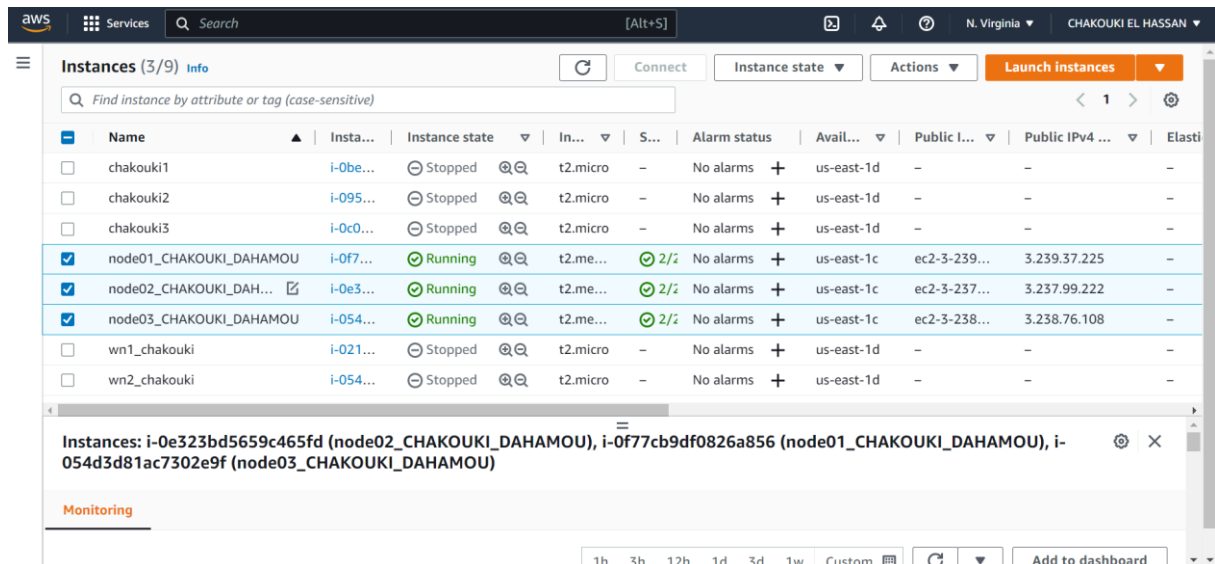 aws Services Search [Alt+S] N. Virginia ▼ CHAKOUKI EL HASSAN ▼
Instances (3/9) Info Connect Instance state ▼ Actions ▼ Launch instances ▼
Find instance by attribute or tag (case-sensitive) < 1 >
Name ▲ Insta... Instance state In... S... Alarm status Avail... Public I... Public IPv4 ... Elasti
chakouki1 i-0be... Stopped t2.micro – No alarms + us-east-1d – – –
chakouki2 i-095... Stopped t2.micro – No alarms + us-east-1d – – –
chakouki3 i-0c0... Stopped t2.micro – No alarms + us-east-1d – – –
node01_CHAKOUKI_DAHAMOU i-0f7... Running t2.me... 2/2 No alarms + us-east-1c ec2-3-239... 3.239.37.225 –
node02_CHAKOUKI_DAH... i-0e3... Running t2.me... 2/2 No alarms + us-east-1c ec2-3-237... 3.237.99.222 –
node03_CHAKOUKI_DAHAMOU i-054... Running t2.me... 2/2 No alarms + us-east-1c ec2-3-238... 3.238.76.108 –
wn1_chakouki i-021... Stopped t2.micro – No alarms + us-east-1d – – –
wn2_chakouki i-054... Stopped t2.micro – No alarms + us-east-1d – – –
Instances: i-0e323bd5659c465fd (node02_CHAKOUKI_DAHAMOU), i-0f77cb9df0826a856 (node01_CHAKOUKI_DAHAMOU), i-
054d3d81ac7302e9f (node03_CHAKOUKI_DAHAMOU)
Monitoring
1h 3h 12h 1d 3d 1w Custom Add to dashboard